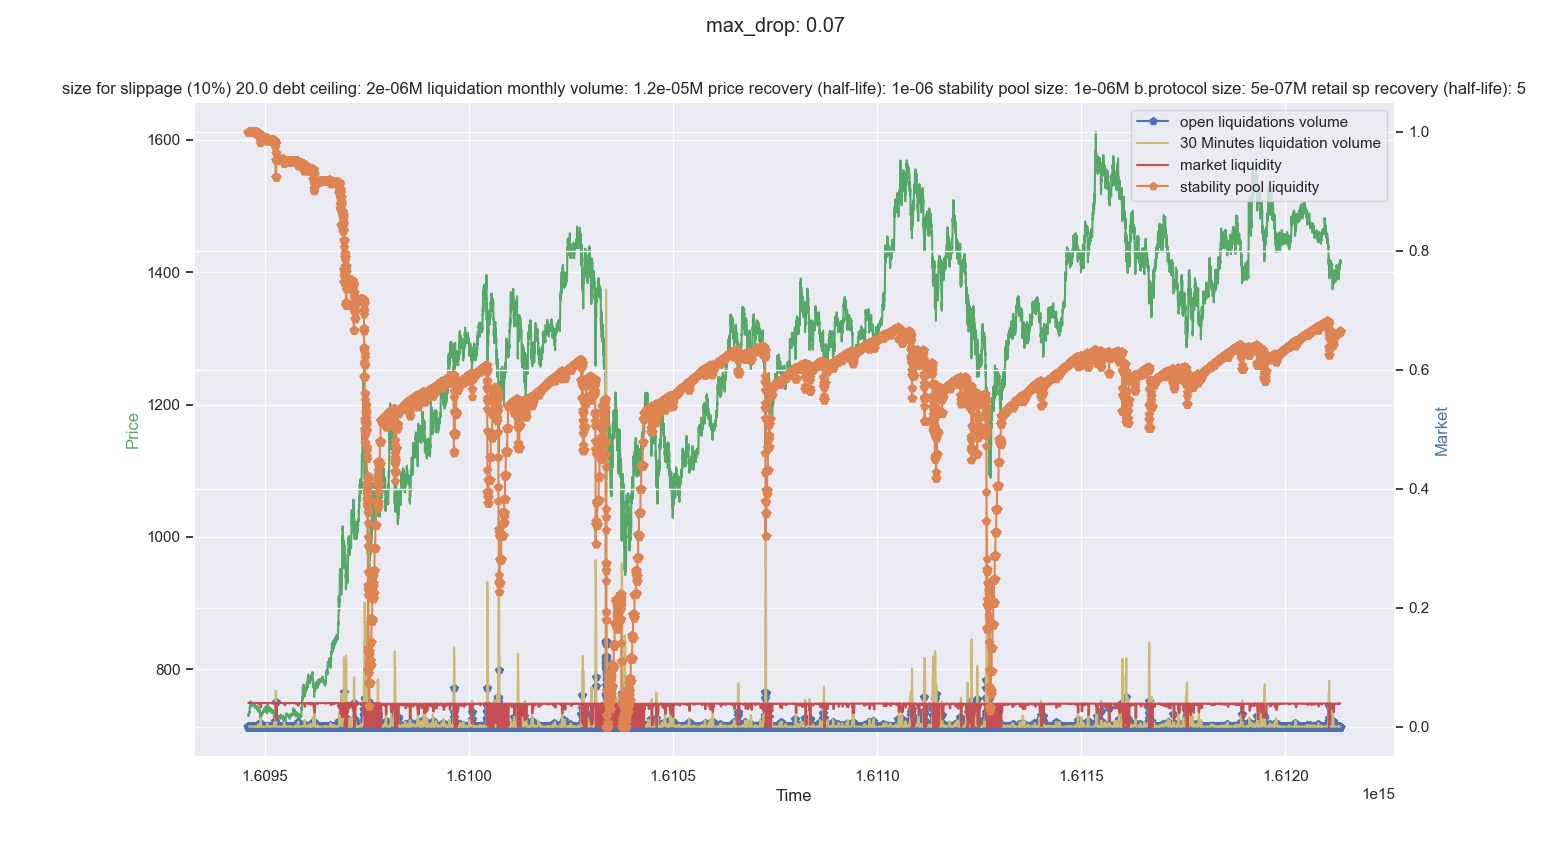 max_drop: 0.07
size for slippage (10%) 20.0 debt ceiling: 2e-06M liquidation monthly volume: 1.2e-05M price recovery (half-life): 1e-06 stability pool size: 1e-06M b.protocol size: 5e-07M retail sp recovery (half-life): 5
open liquidations volume
30 Minutes liquidation volume
market liquidity
stability pool liquidity
1600
1400
1200
1000
800
Price
1.0
0.8
0.6
0.4
0.2
0.0
Market
1.6095 1.6100 1.6105 1.6110 1.6115 1.6120
1e15
Time